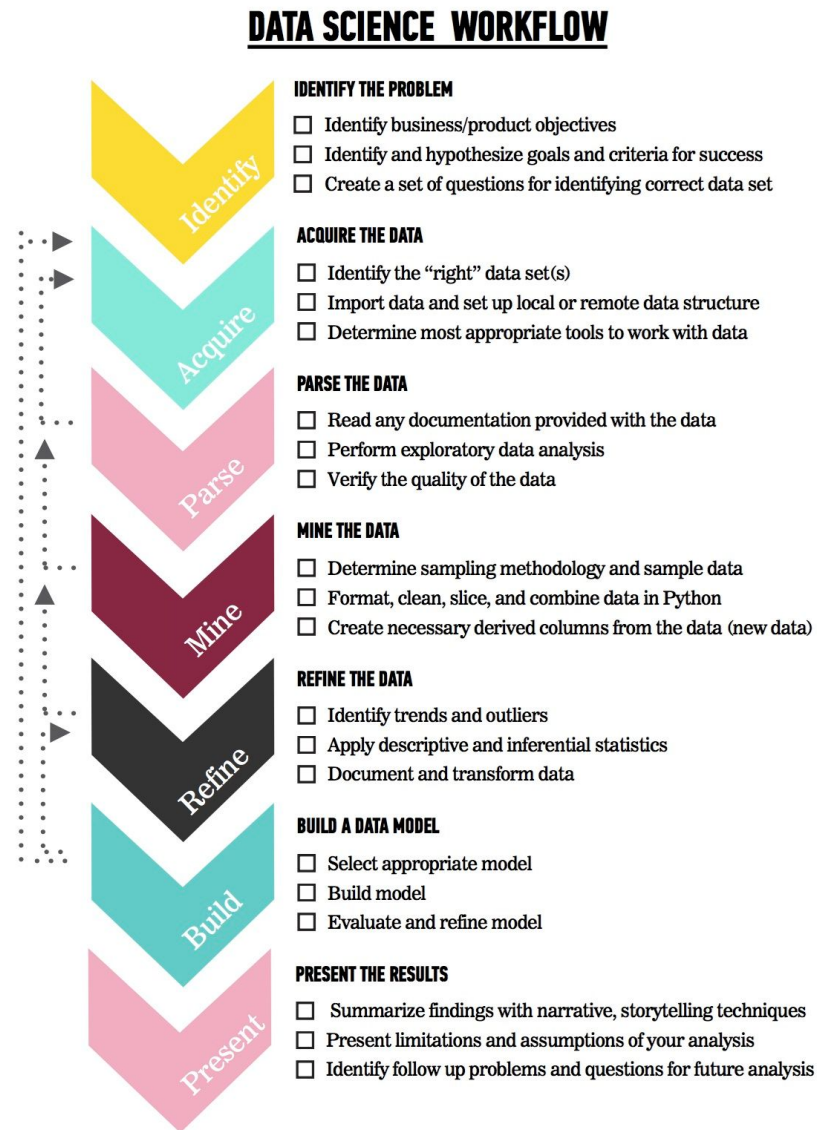 DATA SCIENCE WORKFLOW
Identify
IDENTIFY THE PROBLEM
Identify business/product objectives
Identify and hypothesize goals and criteria for success
Create a set of questions for identifying correct data set
Acquire
ACQUIRE THE DATA
Identify the “right” data set(s)
Import data and set up local or remote data structure
Determine most appropriate tools to work with data
Parse
PARSE THE DATA
Read any documentation provided with the data
Perform exploratory data analysis
Verify the quality of the data
Mine
MINE THE DATA
Determine sampling methodology and sample data
Format, clean, slice, and combine data in Python
Create necessary derived columns from the data (new data)
Refine
REFINE THE DATA
Identify trends and outliers
Apply descriptive and inferential statistics
Document and transform data
Build
BUILD A DATA MODEL
Select appropriate model
Build model
Evaluate and refine model
Present
PRESENT THE RESULTS
Summarize findings with narrative, storytelling techniques
Present limitations and assumptions of your analysis
Identify follow up problems and questions for future analysis